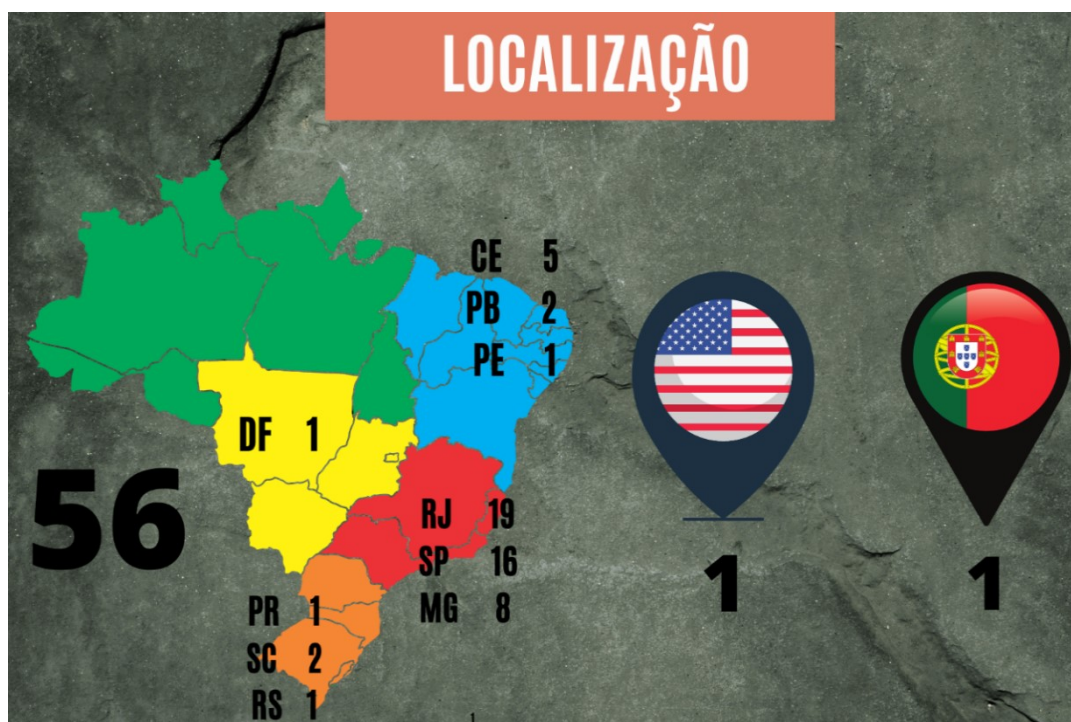 LOCALIZAÇÃO
CE 5
PB 2
PE 1
DF 1
56
RJ 19
SP 16
MG 8
PR 1
SC 2
RS 1
1
1
1